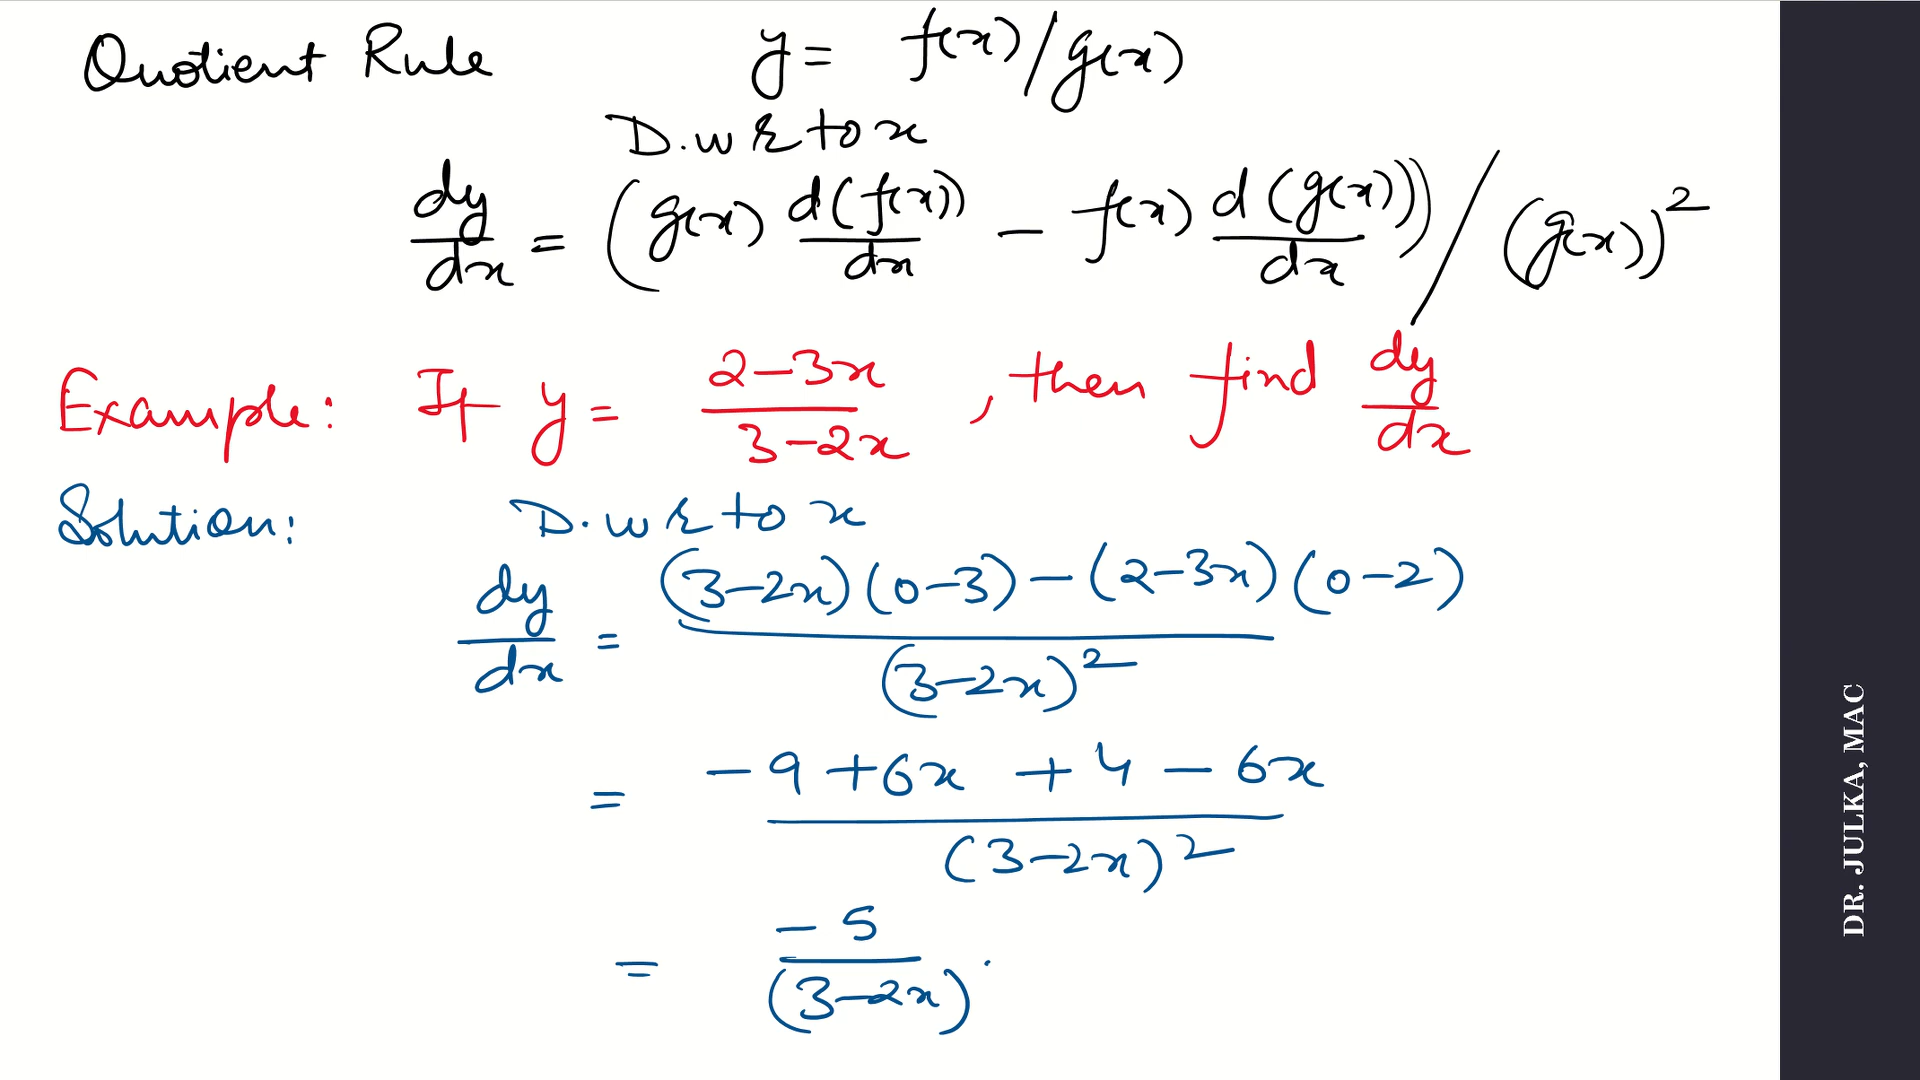 Quotient Rule y = f(x)/g(x)
D.w r to x
dy/dx = (g(x) d(f(x))/dx - f(x) d(g(x))/dx)/(g(x))²
Example: If y = (2-3x)/(3-2x), then find dy/dx
Solution: D.w r to x
dy/dx = ((3-2x)(0-3) - (2-3x)(0-2))/(3-2x)²
= (-9+6x+4-6x)/(3-2x)²
= -5/(3-2x) .
DR. JULKA, MAC